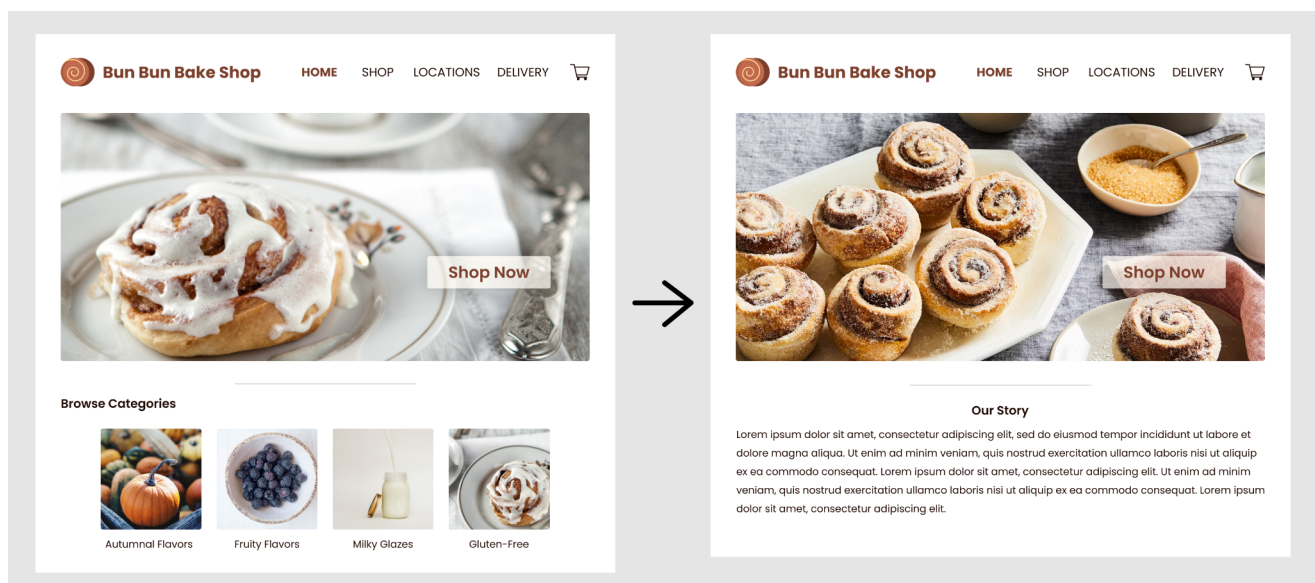 Bun Bun Bake Shop HOME SHOP LOCATIONS DELIVERY
Shop Now
Browse Categories
Autumnal Flavors Fruity Flavors Milky Glazes Gluten-Free
Bun Bun Bake Shop HOME SHOP LOCATIONS DELIVERY
Shop Now
Our Story
Lorem ipsum dolor sit amet, consectetur adipiscing elit, sed do eiusmod tempor incididunt ut labore et
dolore magna aliqua. Ut enim ad minim veniam, quis nostrud exercitation ullamco laboris nisi ut aliquip
ex ea commodo consequat. Lorem ipsum dolor sit amet, consectetur adipiscing elit. Ut enim ad minim
veniam, quis nostrud exercitation ullamco laboris nisi ut aliquip ex ea commodo consequat. Lorem ipsum
dolor sit amet, consectetur adipiscing elit.